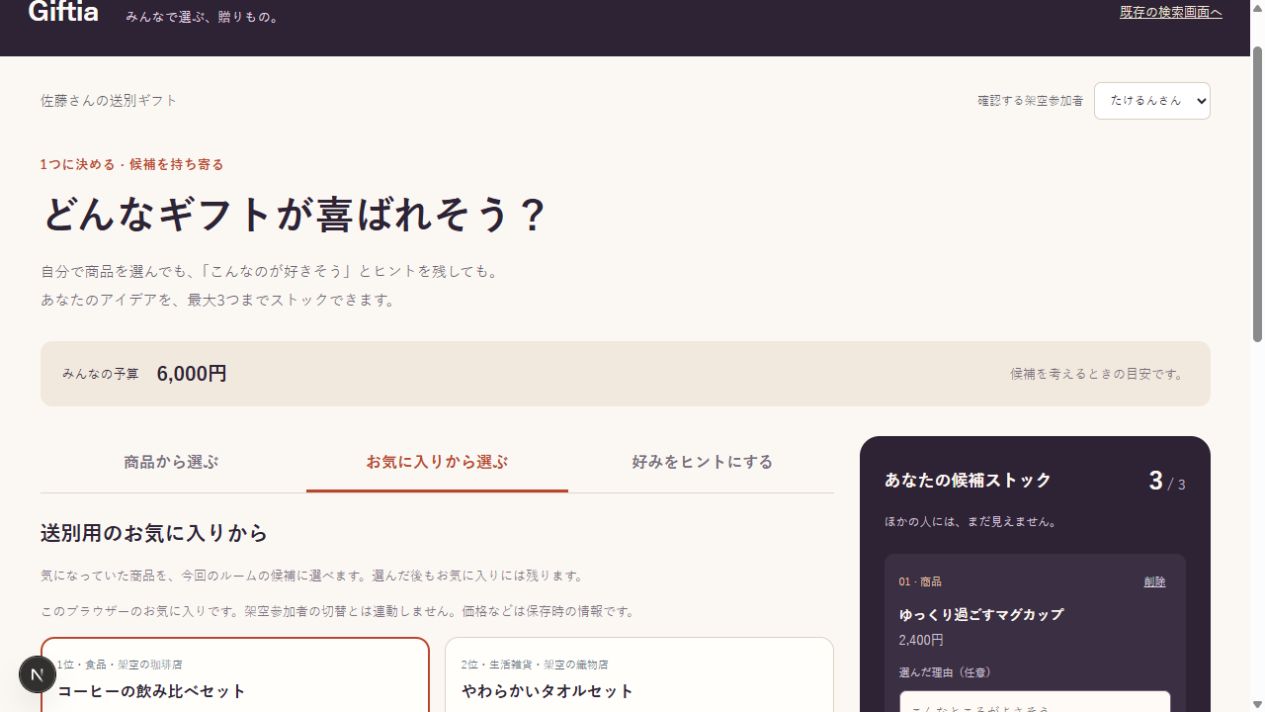 Giftia
みんなで選ぶ、贈りもの。
既存の検索画面へ
佐藤さんの送別ギフト
確認する架空参加者
たけるんさん
1つに決める · 候補を持ち寄る
どんなギフトが喜ばれそう？
自分で商品を選んでも、「こんなのが好きそう」とヒントを残しても。
あなたのアイデアを、最大3つまでストックできます。
みんなの予算 6,000円
候補を考えるときの目安です。
商品から選ぶ
お気に入りから選ぶ
好みをヒントにする
送別用のお気に入りから
気になっていた商品を、今回のルームの候補に選べます。選んだ後もお気に入りには残ります。
このブラウザーのお気に入りです。架空参加者の切替とは連動しません。価格などは保存時の情報です。
1位・食品・架空の珈琲店
コーヒーの飲み比べセット
2位・生活雑貨・架空の織物店
やわらかいタオルセット
N
あなたの候補ストック
3 / 3
ほかの人には、まだ見えません。
01 · 商品
削除
ゆっくり過ごすマグカップ
2,400円
選んだ理由（任意）
こんなところがよさそう